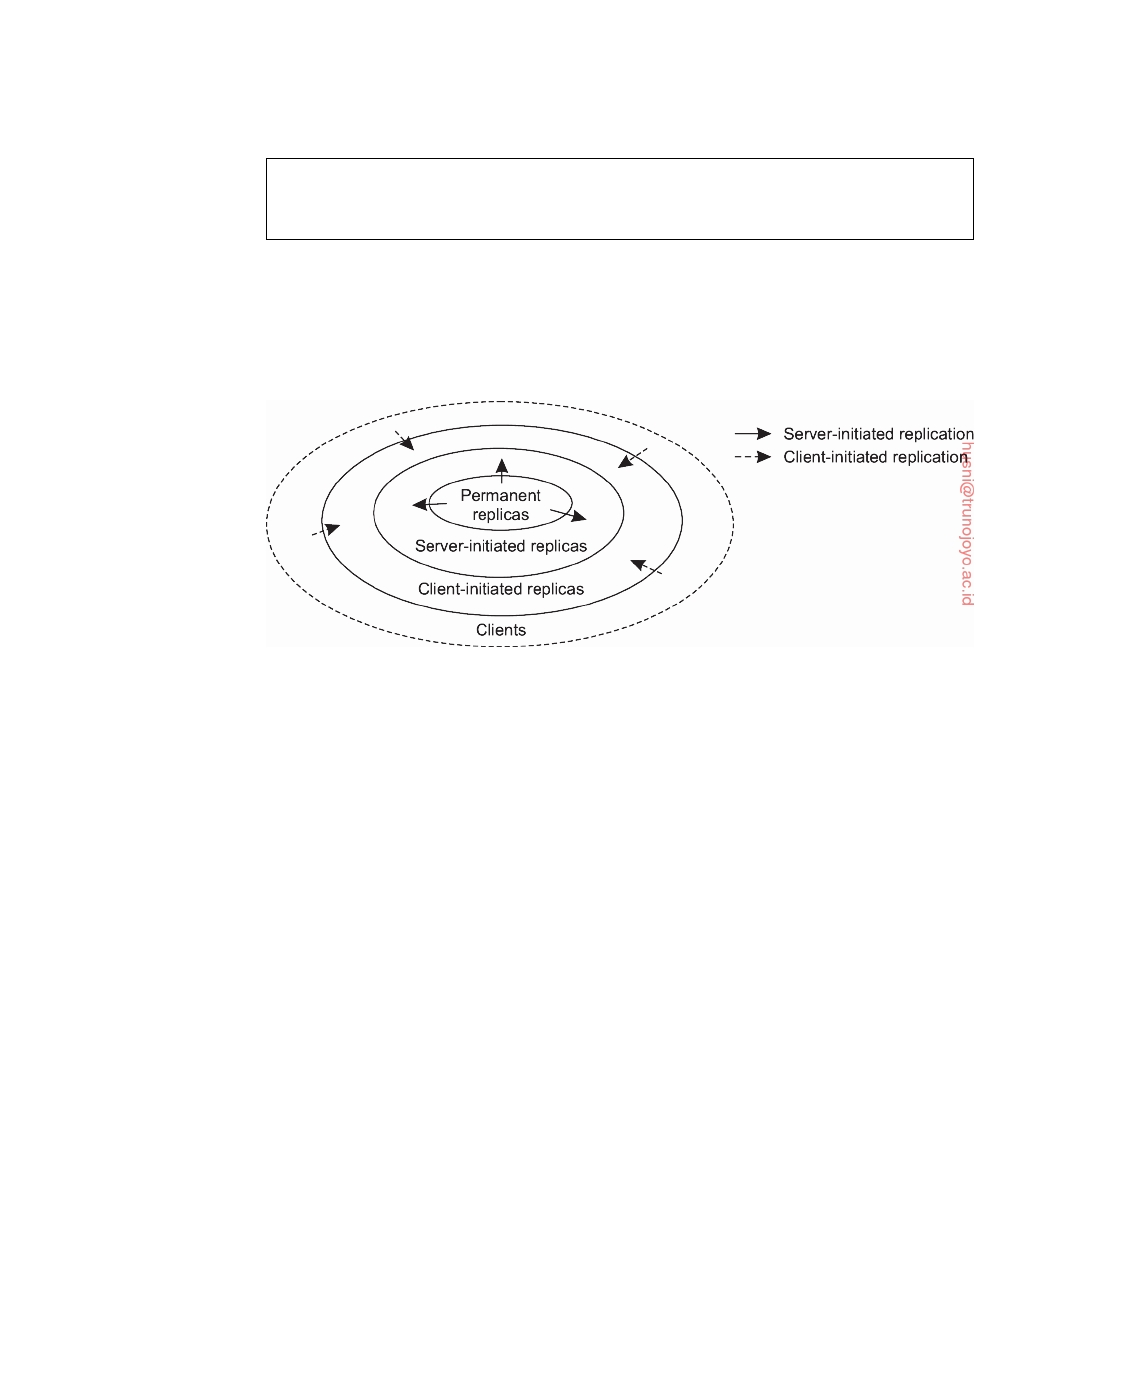 Server-initiated replication
Client-initiated replication
Permanent
replicas
Server-initiated replicas
Client-initiated replicas
Clients
husni@trunojoyo.ac.id